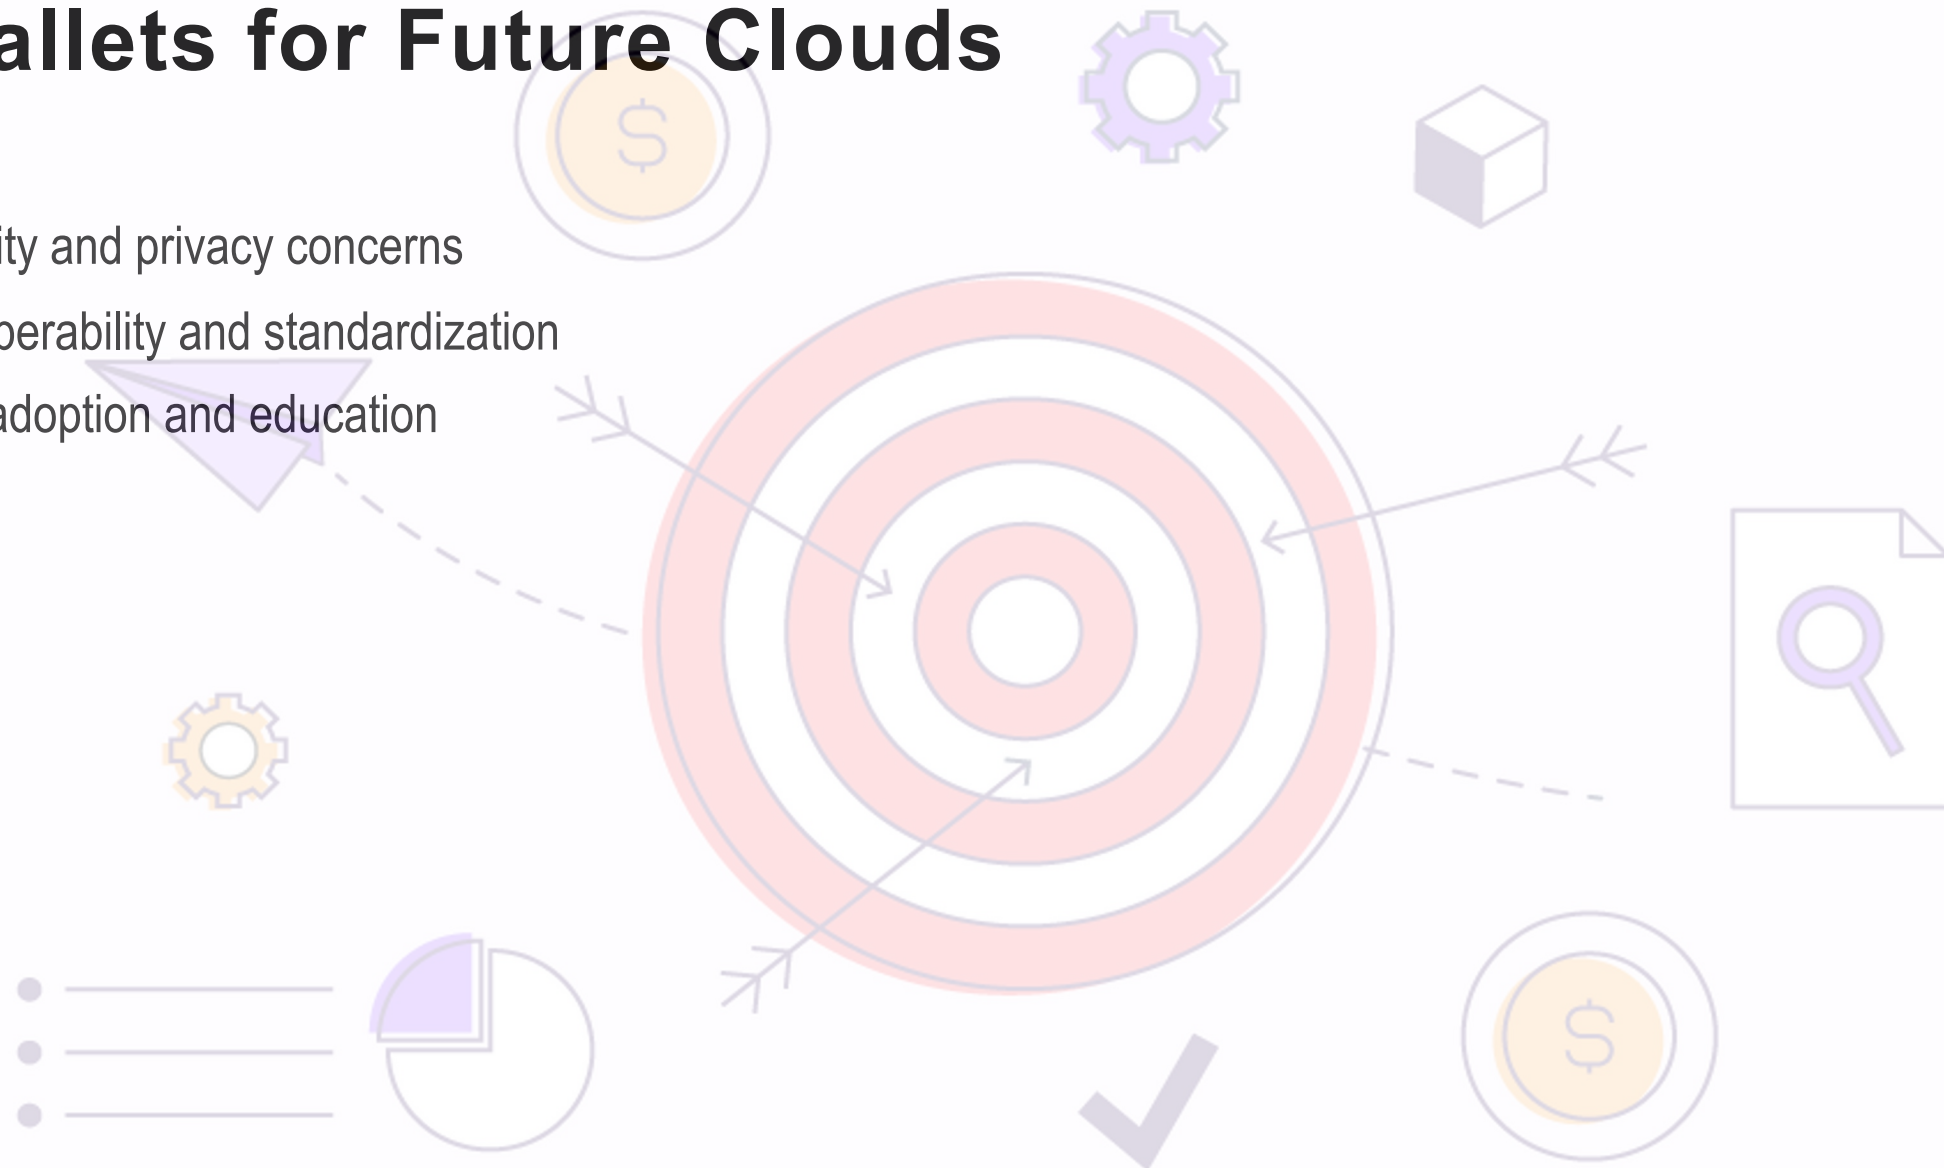 allets for Future Clouds
ity and privacy concerns
perability and standardization
adoption and education
$
$